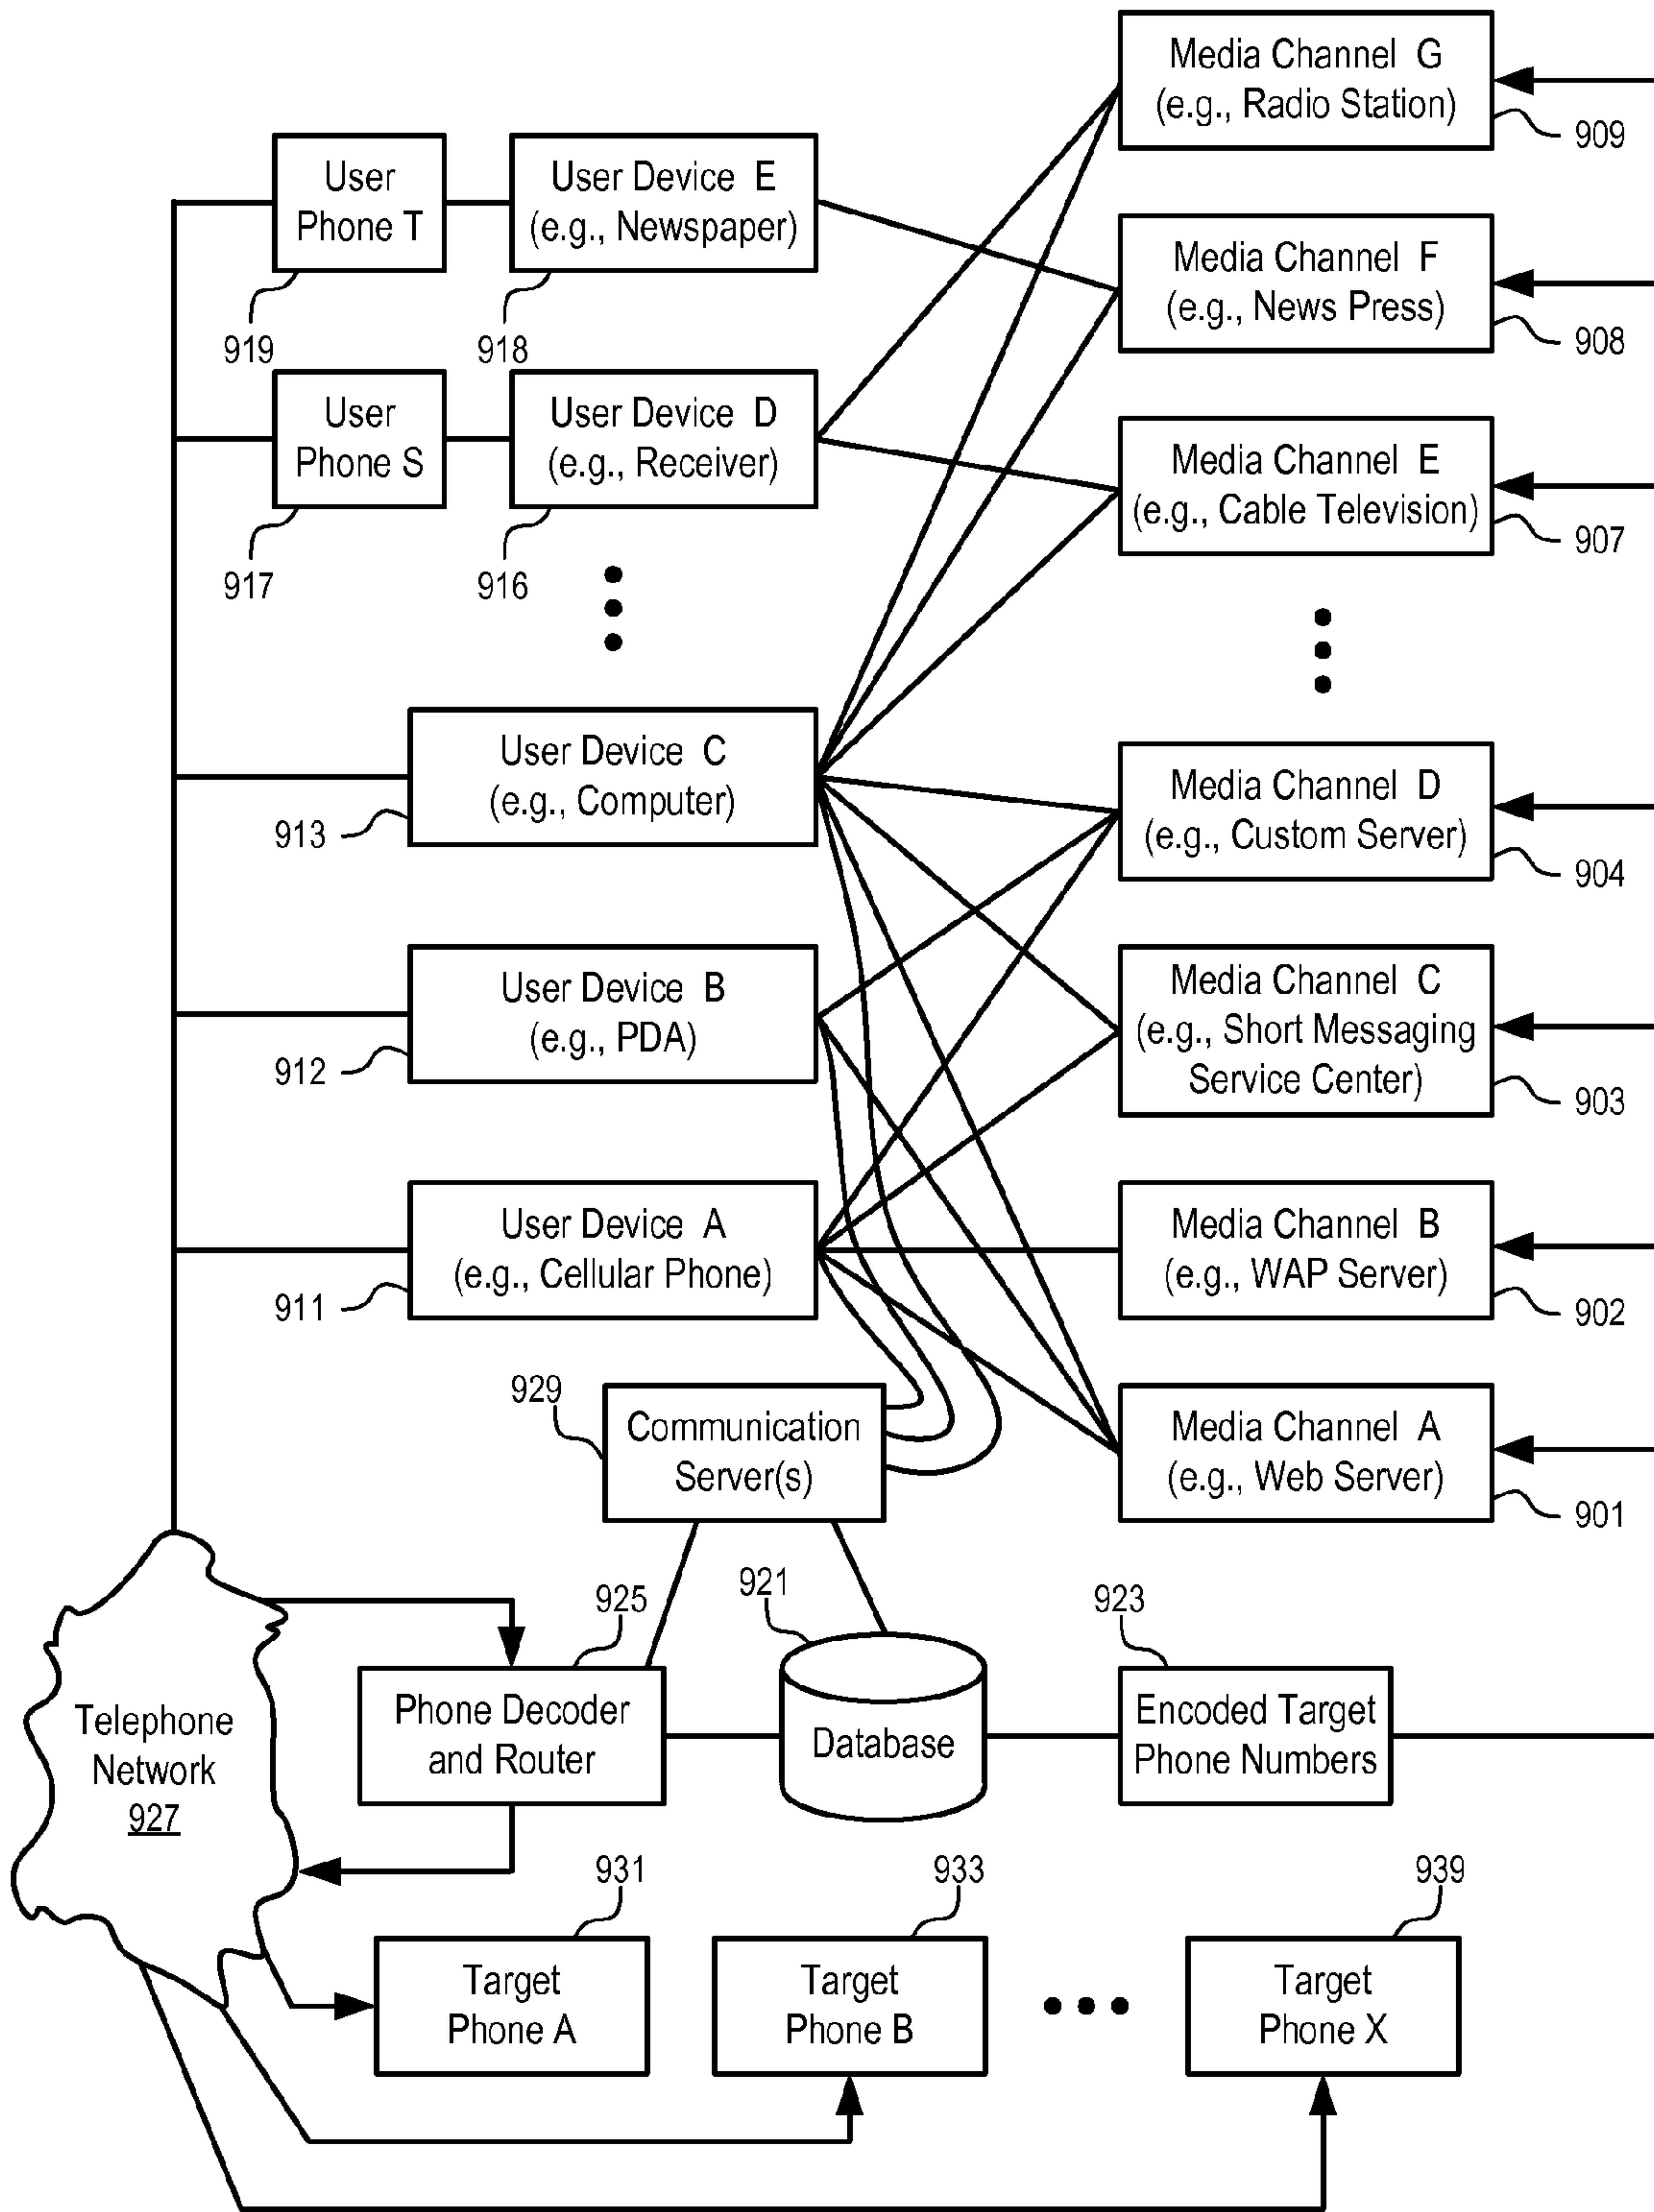 Media Channel G
(e.g., Radio Station)
909
User
Phone T
919
User Device E
(e.g., Newspaper)
918
Media Channel F
(e.g., News Press)
908
User
Phone S
917
User Device D
(e.g., Receiver)
916
Media Channel E
(e.g., Cable Television)
907
User Device C
(e.g., Computer)
913
Media Channel D
(e.g., Custom Server)
904
User Device B
(e.g., PDA)
912
Media Channel C
(e.g., Short Messaging
Service Center)
903
User Device A
(e.g., Cellular Phone)
911
Media Channel B
(e.g., WAP Server)
902
929
Communication
Server(s)
Media Channel A
(e.g., Web Server)
901
Telephone
Network
927
925
Phone Decoder
and Router
921
Database
923
Encoded Target
Phone Numbers
931
Target
Phone A
933
Target
Phone B
939
Target
Phone X